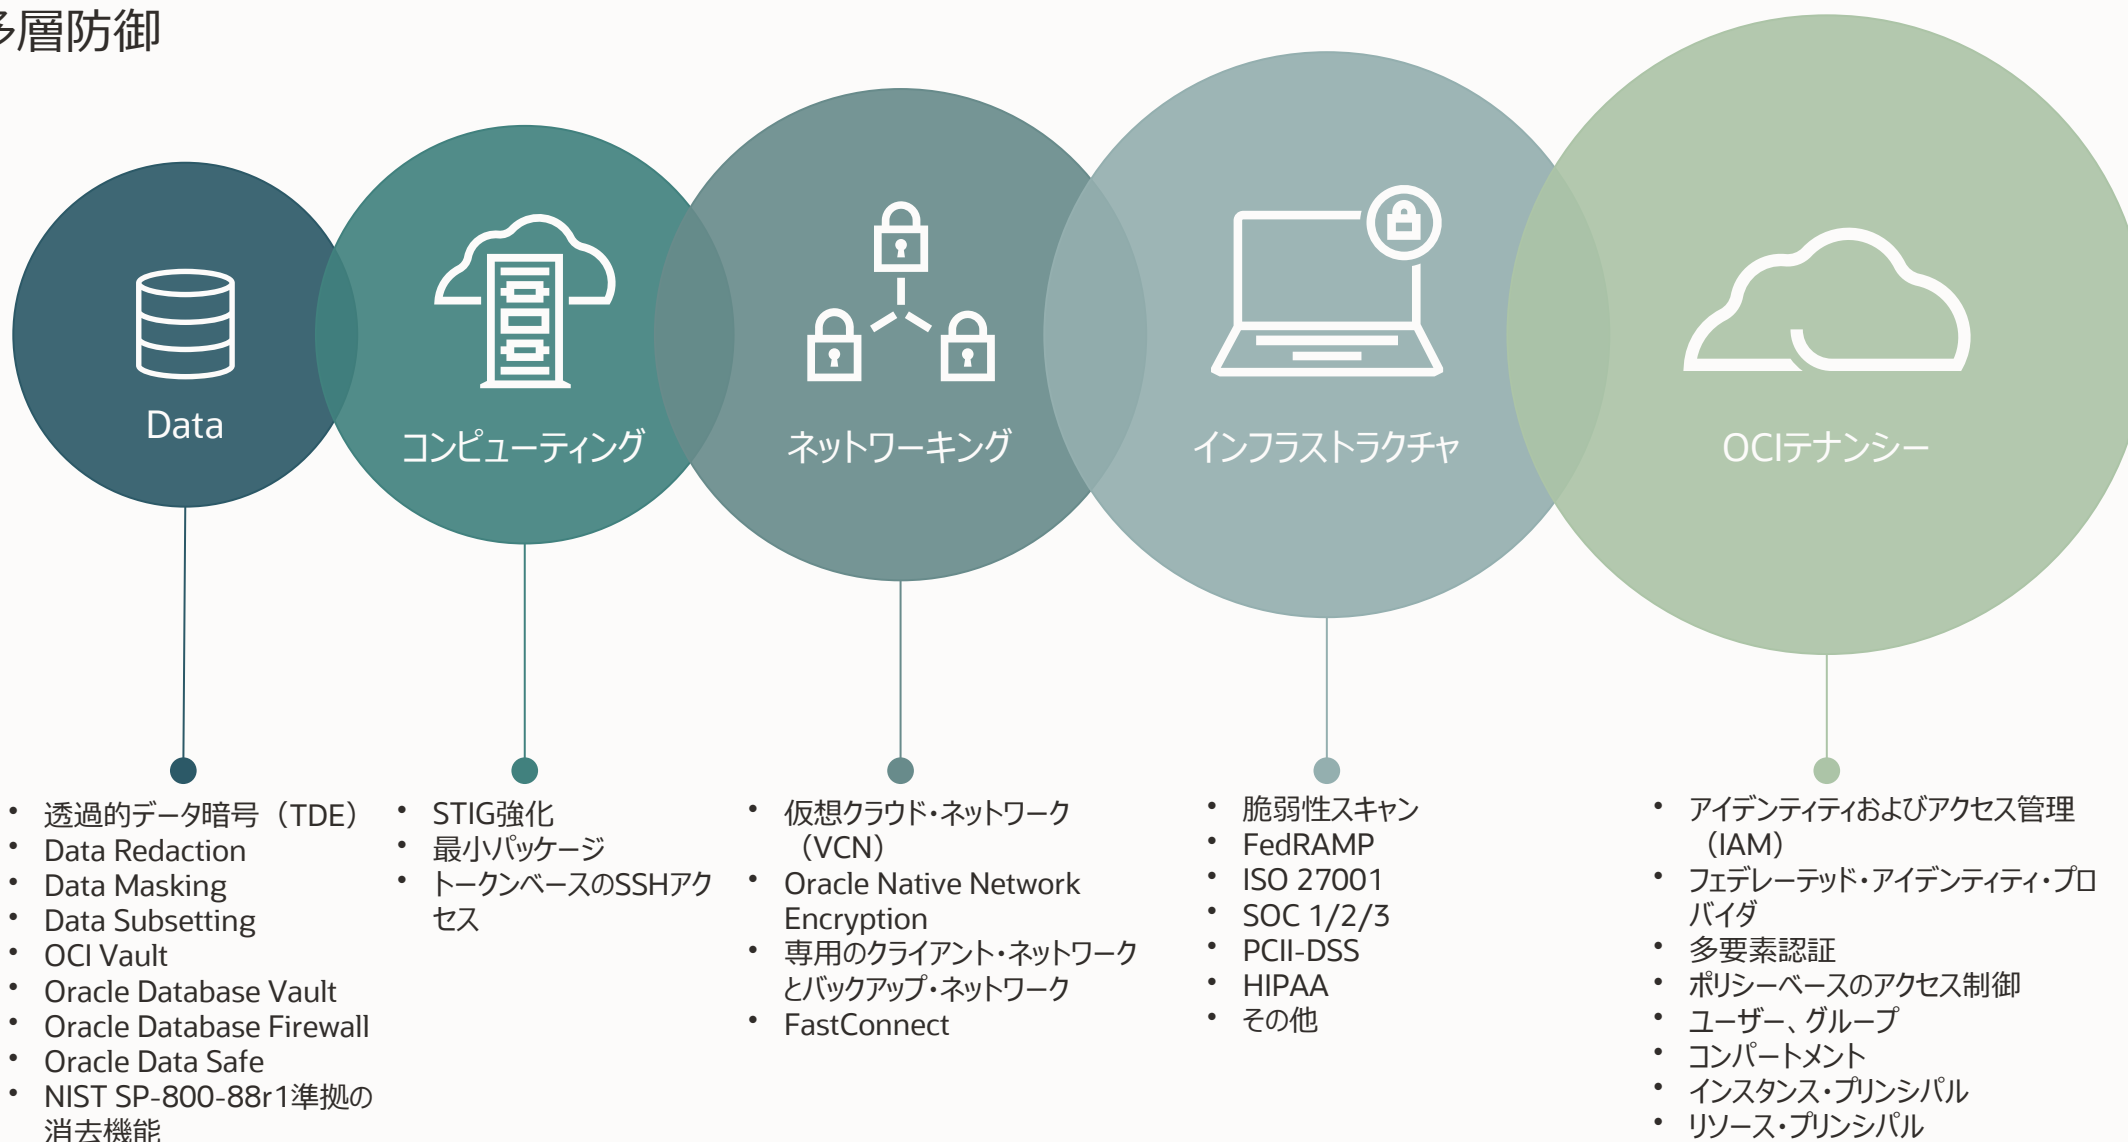 多層防御
Data
コンピューティング
ネットワーキング
インフラストラクチャ
OCIテナンシー
• 透過的データ暗号（TDE）
• Data Redaction
• Data Masking
• Data Subsetting
• OCI Vault
• Oracle Database Vault
• Oracle Database Firewall
• Oracle Data Safe
• NIST SP-800-88r1準拠の
消去機能
• STIG強化
• 最小パッケージ
• トークンベースのSSHアク
セス
• 仮想クラウド・ネットワーク
（VCN）
• Oracle Native Network
Encryption
• 専用のクライアント・ネットワーク
とバックアップ・ネットワーク
• FastConnect
• 脆弱性スキャン
• FedRAMP
• ISO 27001
• SOC 1/2/3
• PCII-DSS
• HIPAA
• その他
• アイデンティティおよびアクセス管理
（IAM）
• フェデレーテッド・アイデンティティ・プロ
バイダ
• 多要素認証
• ポリシーベースのアクセス制御
• ユーザー、グループ
• コンパートメント
• インスタンス・プリンシパル
• リソース・プリンシパル